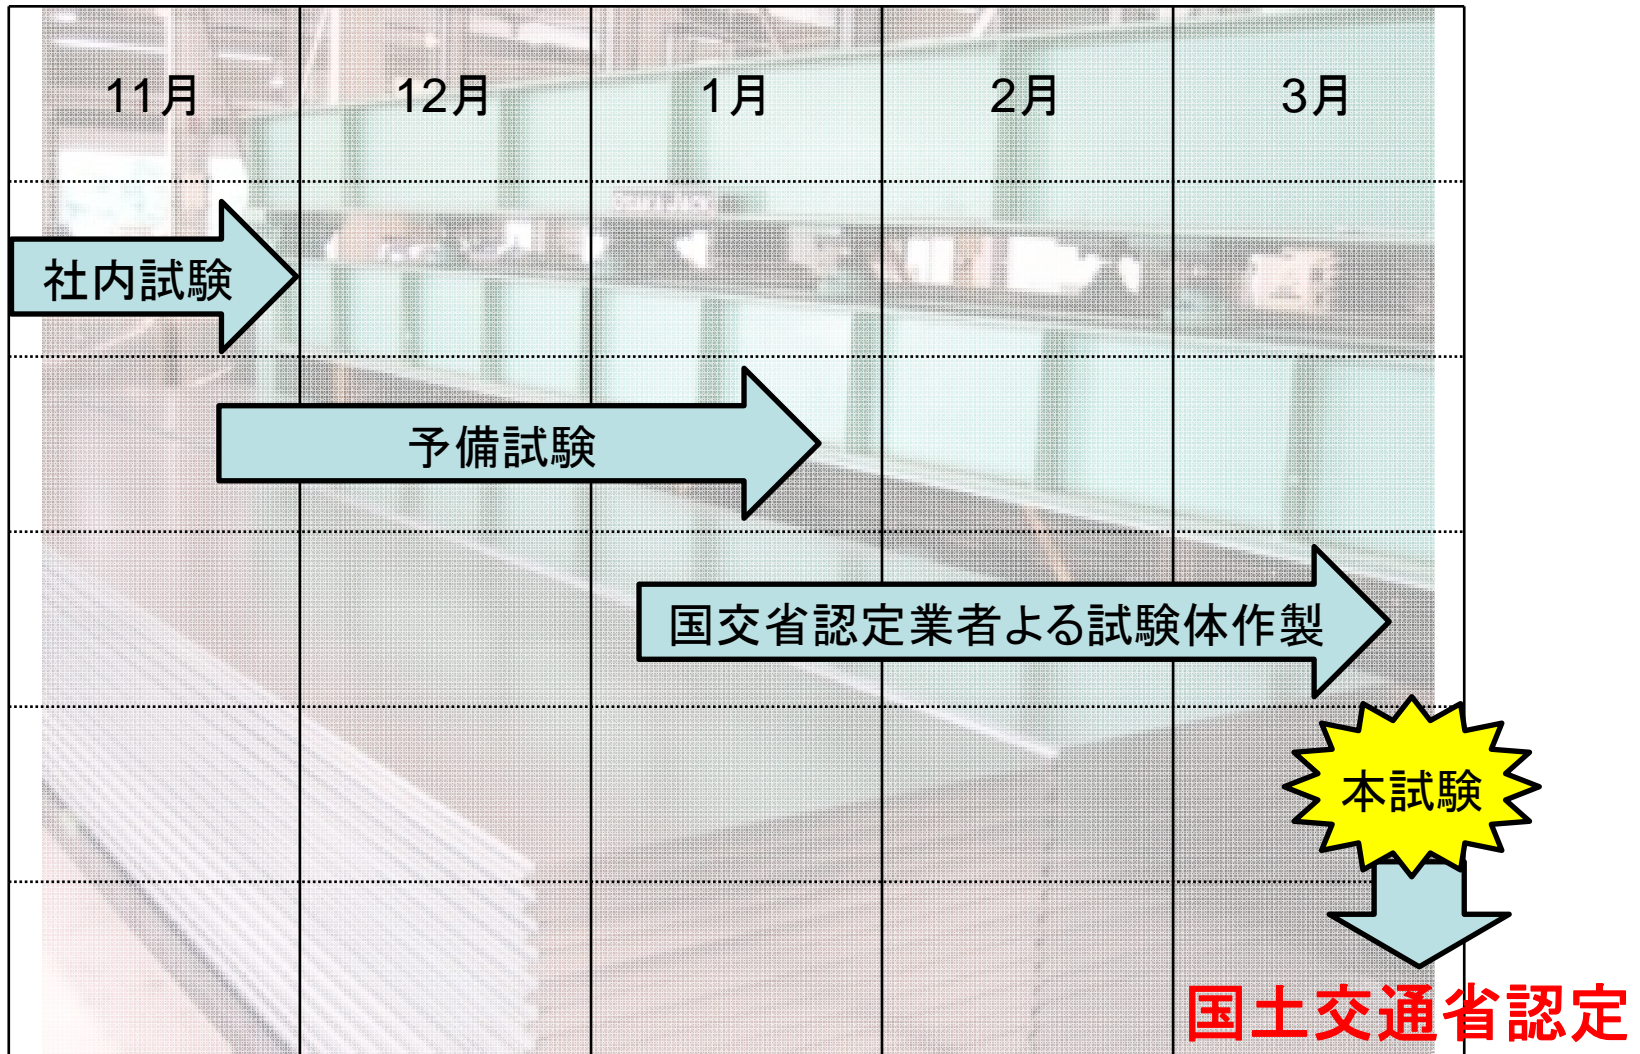 11月 12月 1月 2月 3月
社内試験
予備試験
国交省認定業者よる試験体作製
本試験
国土交通省認定